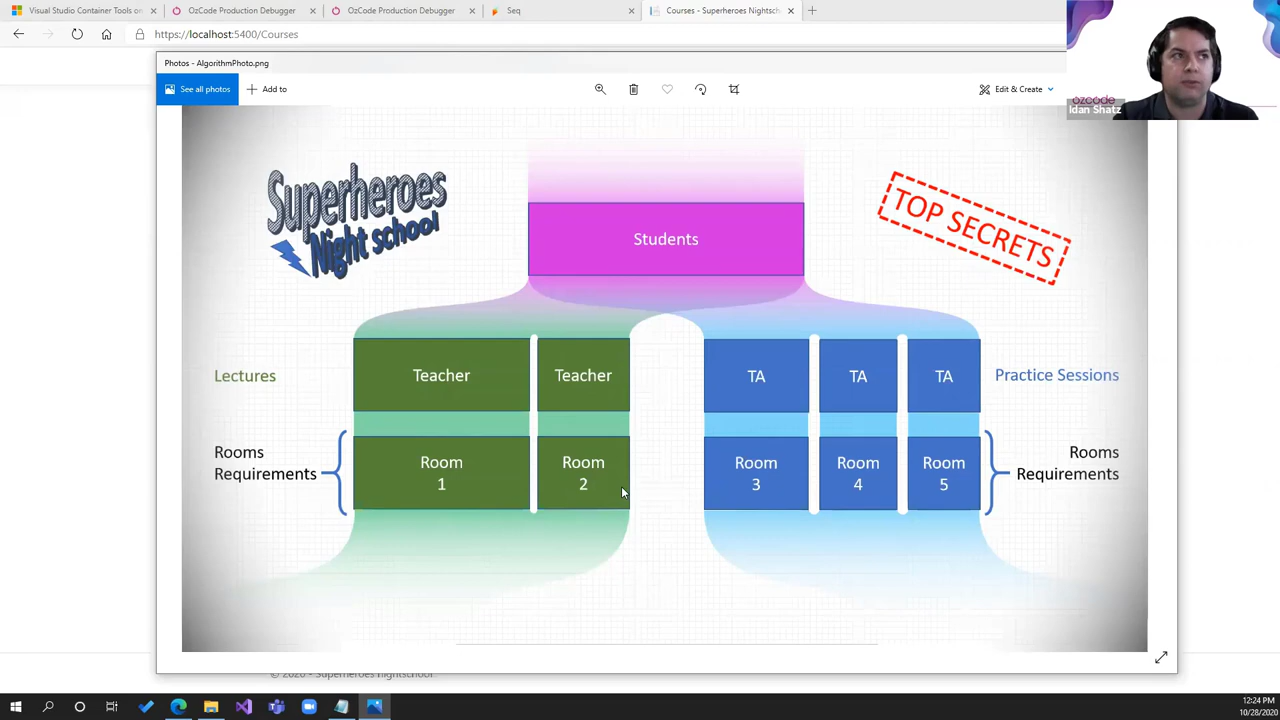 Visual Studio Container Tools on
OzCode Production Debugger
OzCode Production Debugger
Seq
Courses - Superheroes Nightsch
https://localhost:5400/Courses
Photos - AlgorithmPhoto.png
See all photos
Add to
Edit & Create
ozcode
Idan Shatz
Superheroes
Night school
TOP SECRETS
Students
Lectures
Teacher
Teacher
TA
TA
TA
Practice Sessions
Rooms
Requirements
Room
1
Room
2
Room
3
Room
4
Room
5
Rooms
Requirements
© 2020 - Superheroes nightschool.
12:24 PM
10/28/2020